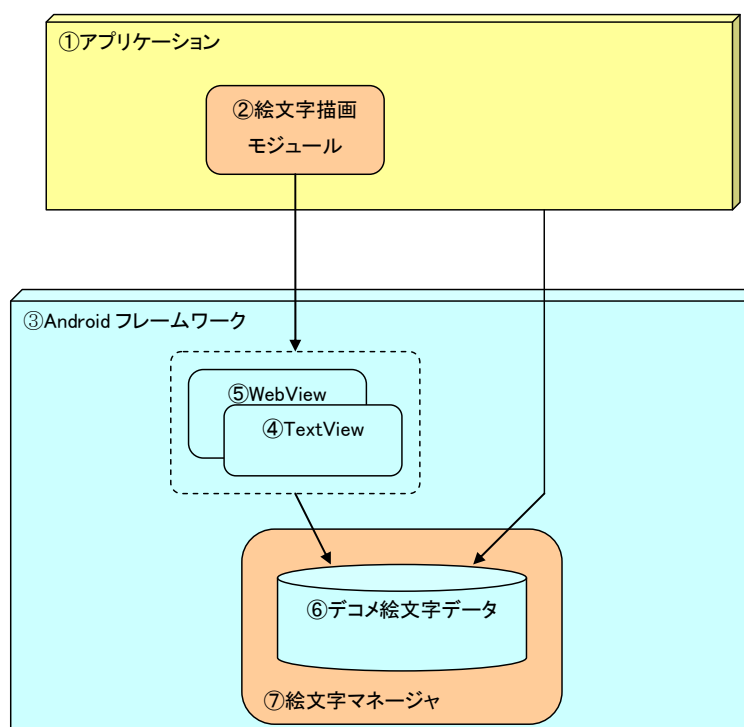 ①アプリケーション
②絵文字描画
モジュール
③Android フレームワーク
⑤WebView
④TextView
⑥デコメ絵文字データ
⑦絵文字マネージャ